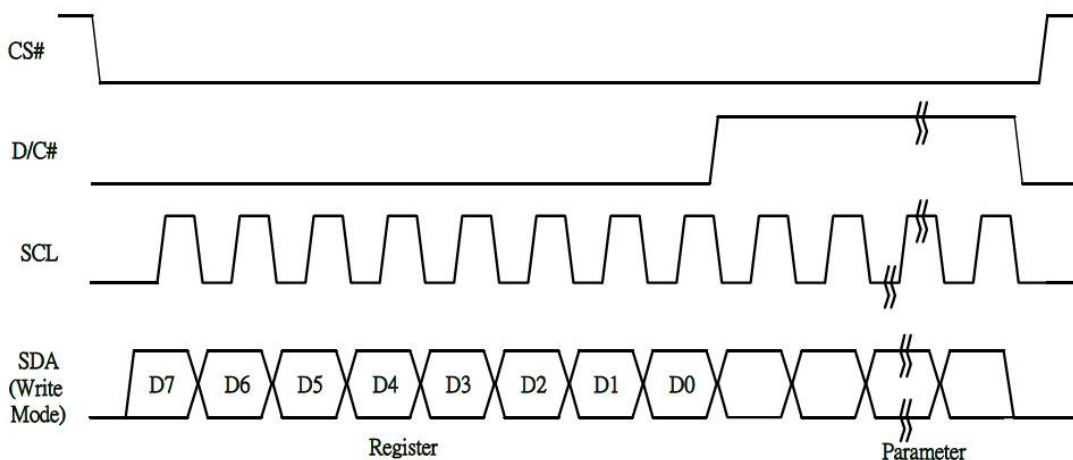 CS#
D/C#
SCL
SDA
(Write
Mode)
D7 D6 D5 D4 D3 D2 D1 D0
Register Parameter